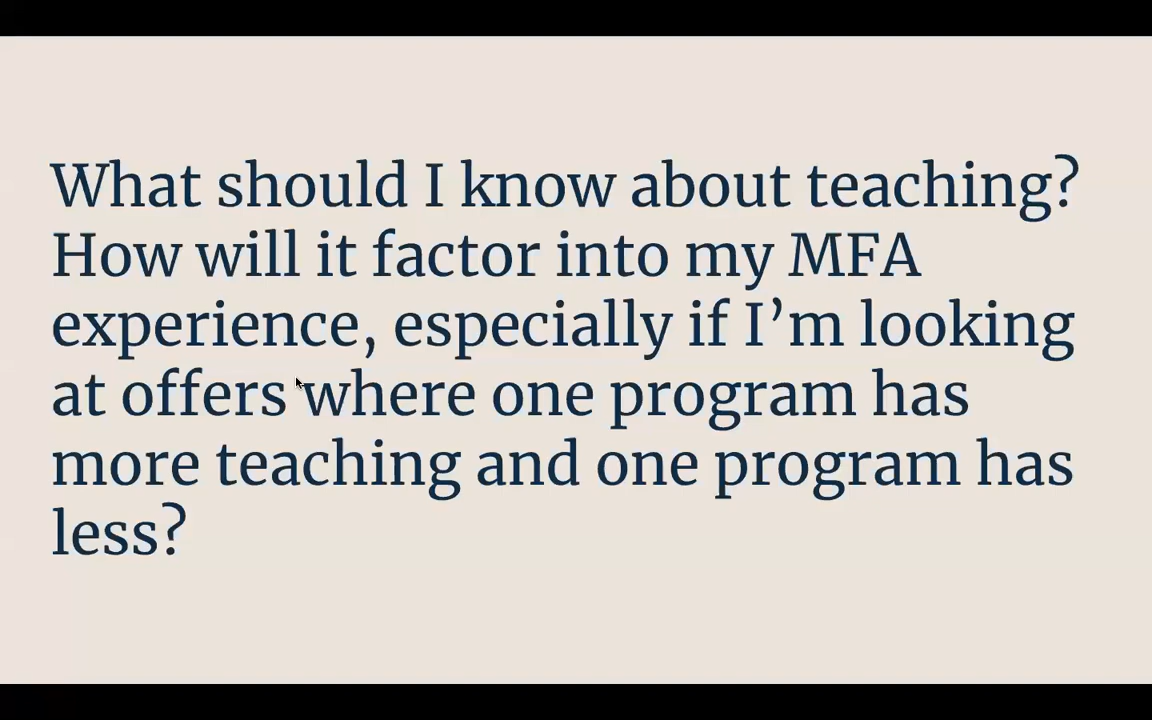 What should I know about teaching?
How will it factor into my MFA
experience, especially if I’m looking
at offers where one program has
more teaching and one program has
less?